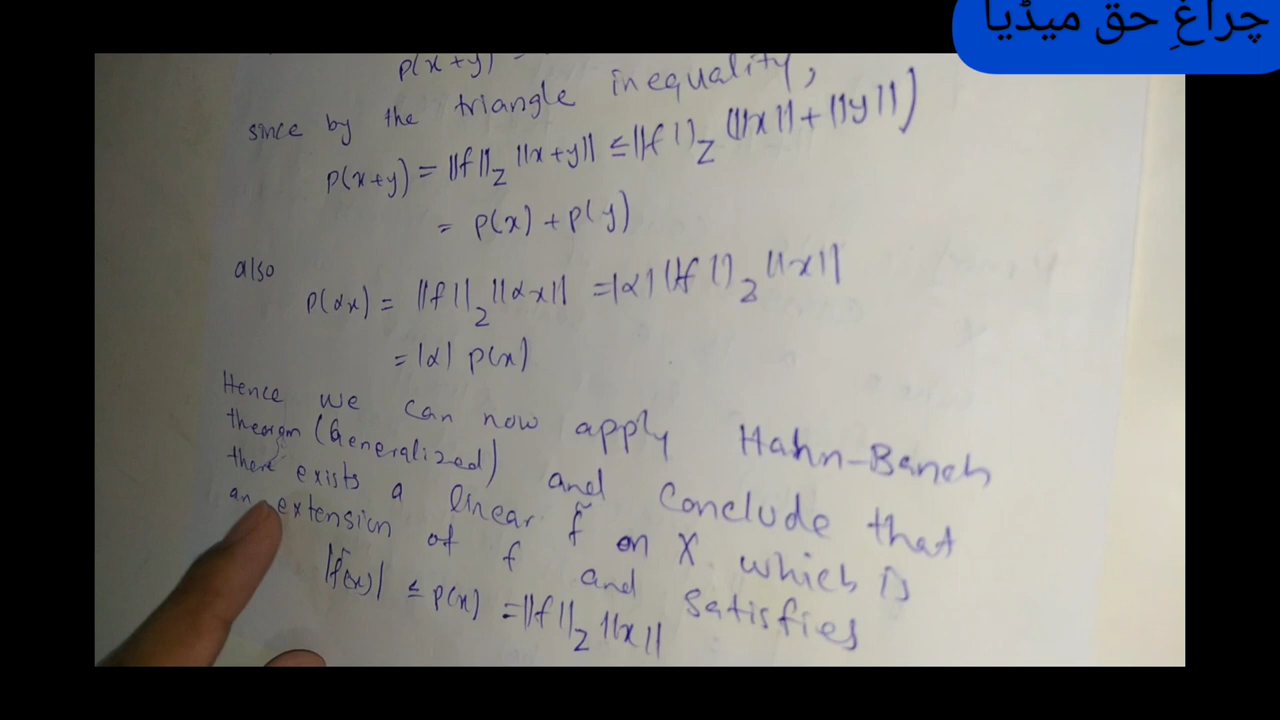 چراغِ حق میڈیا
p(x+y) =
since by the triangle inequality,
p(x+y) = ||f||_Z ||x+y|| ≤ ||f||_Z (||x||+||y||)
= p(x) + p(y)
also
p(αx) = ||f||_Z ||αx|| = |α| ||f||_Z ||x||
= |α| p(x)
Hence we can now apply Hahn-Banch
theorem (Generalized) and conclude that
there exists a linear f̃ on X which is
an extension of f and satisfies
|f̃(x)| ≤ p(x) = ||f||_Z ||x||